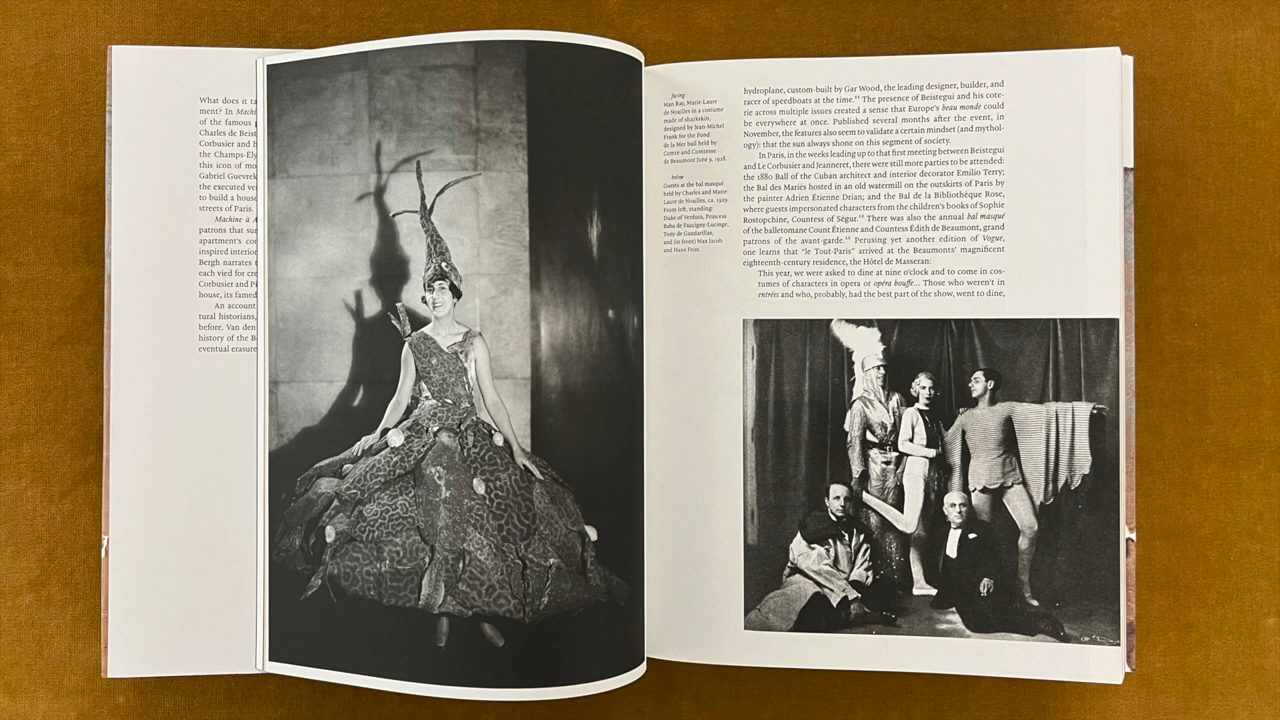 What does it ta
ment? In Machi
of the famous
Charles de Beist
Corbusier and h
the Champs-Ély
this icon of mo
Gabriel Guevrek
the executed ver
to build a house
streets of Paris.
Machine à A
patrons that sur
apartment's con
inspired interior
Bergh narrates t
each vied for cre
Corbusier and Pi
house, its famed
An account
tural historians,
before. Van den
history of the Be
eventual erasure
facing
Man Ray, Marie-Laure
de Noailles in a costume
made of sharkskin,
designed by Jean-Michel
Frank for the Fond
de la Mer ball held by
Comte and Comtesse
de Beaumont June 9, 1928.
below
Guests at the bal masqué
held by Charles and Marie-
Laure de Noailles, ca. 1929.
From left, standing:
Duke of Verdura, Princess
Baba de Faucigny-Lucinge,
Tony de Gandarillas,
and (in front) Max Jacob
and Hans Feist.
hydroplane, custom-built by Gar Wood, the leading designer, builder, and
racer of speedboats at the time. The presence of Beistegui and his cote-
rie across multiple issues created a sense that Europe's beau monde could
be everywhere at once. Published several months after the event, in
November, the features also seem to validate a certain mindset (and mythol-
ogy): that the sun always shone on this segment of society.
In Paris, in the weeks leading up to that first meeting between Beistegui
and Le Corbusier and Jeanneret, there were still more parties to be attended:
the 1880 Ball of the Cuban architect and interior decorator Emilio Terry;
the Bal des Mariés hosted in an old watermill on the outskirts of Paris by
the painter Adrien Étienne Drian; and the Bal de la Bibliothèque Rose,
where guests impersonated characters from the children's books of Sophie
Rostopchine, Countess of Ségur. There was also the annual bal masqué
of the balletomane Count Étienne and Countess Édith de Beaumont, grand
patrons of the avant-garde. Perusing yet another edition of Vogue,
one learns that "le Tout-Paris" arrived at the Beaumonts' magnificent
eighteenth-century residence, the Hôtel de Masseran:
This year, we were asked to dine at nine o'clock and to come in cos-
tumes of characters in opera or opéra bouffe... Those who weren't in
entrées and who, probably, had the best part of the show, went to dine,